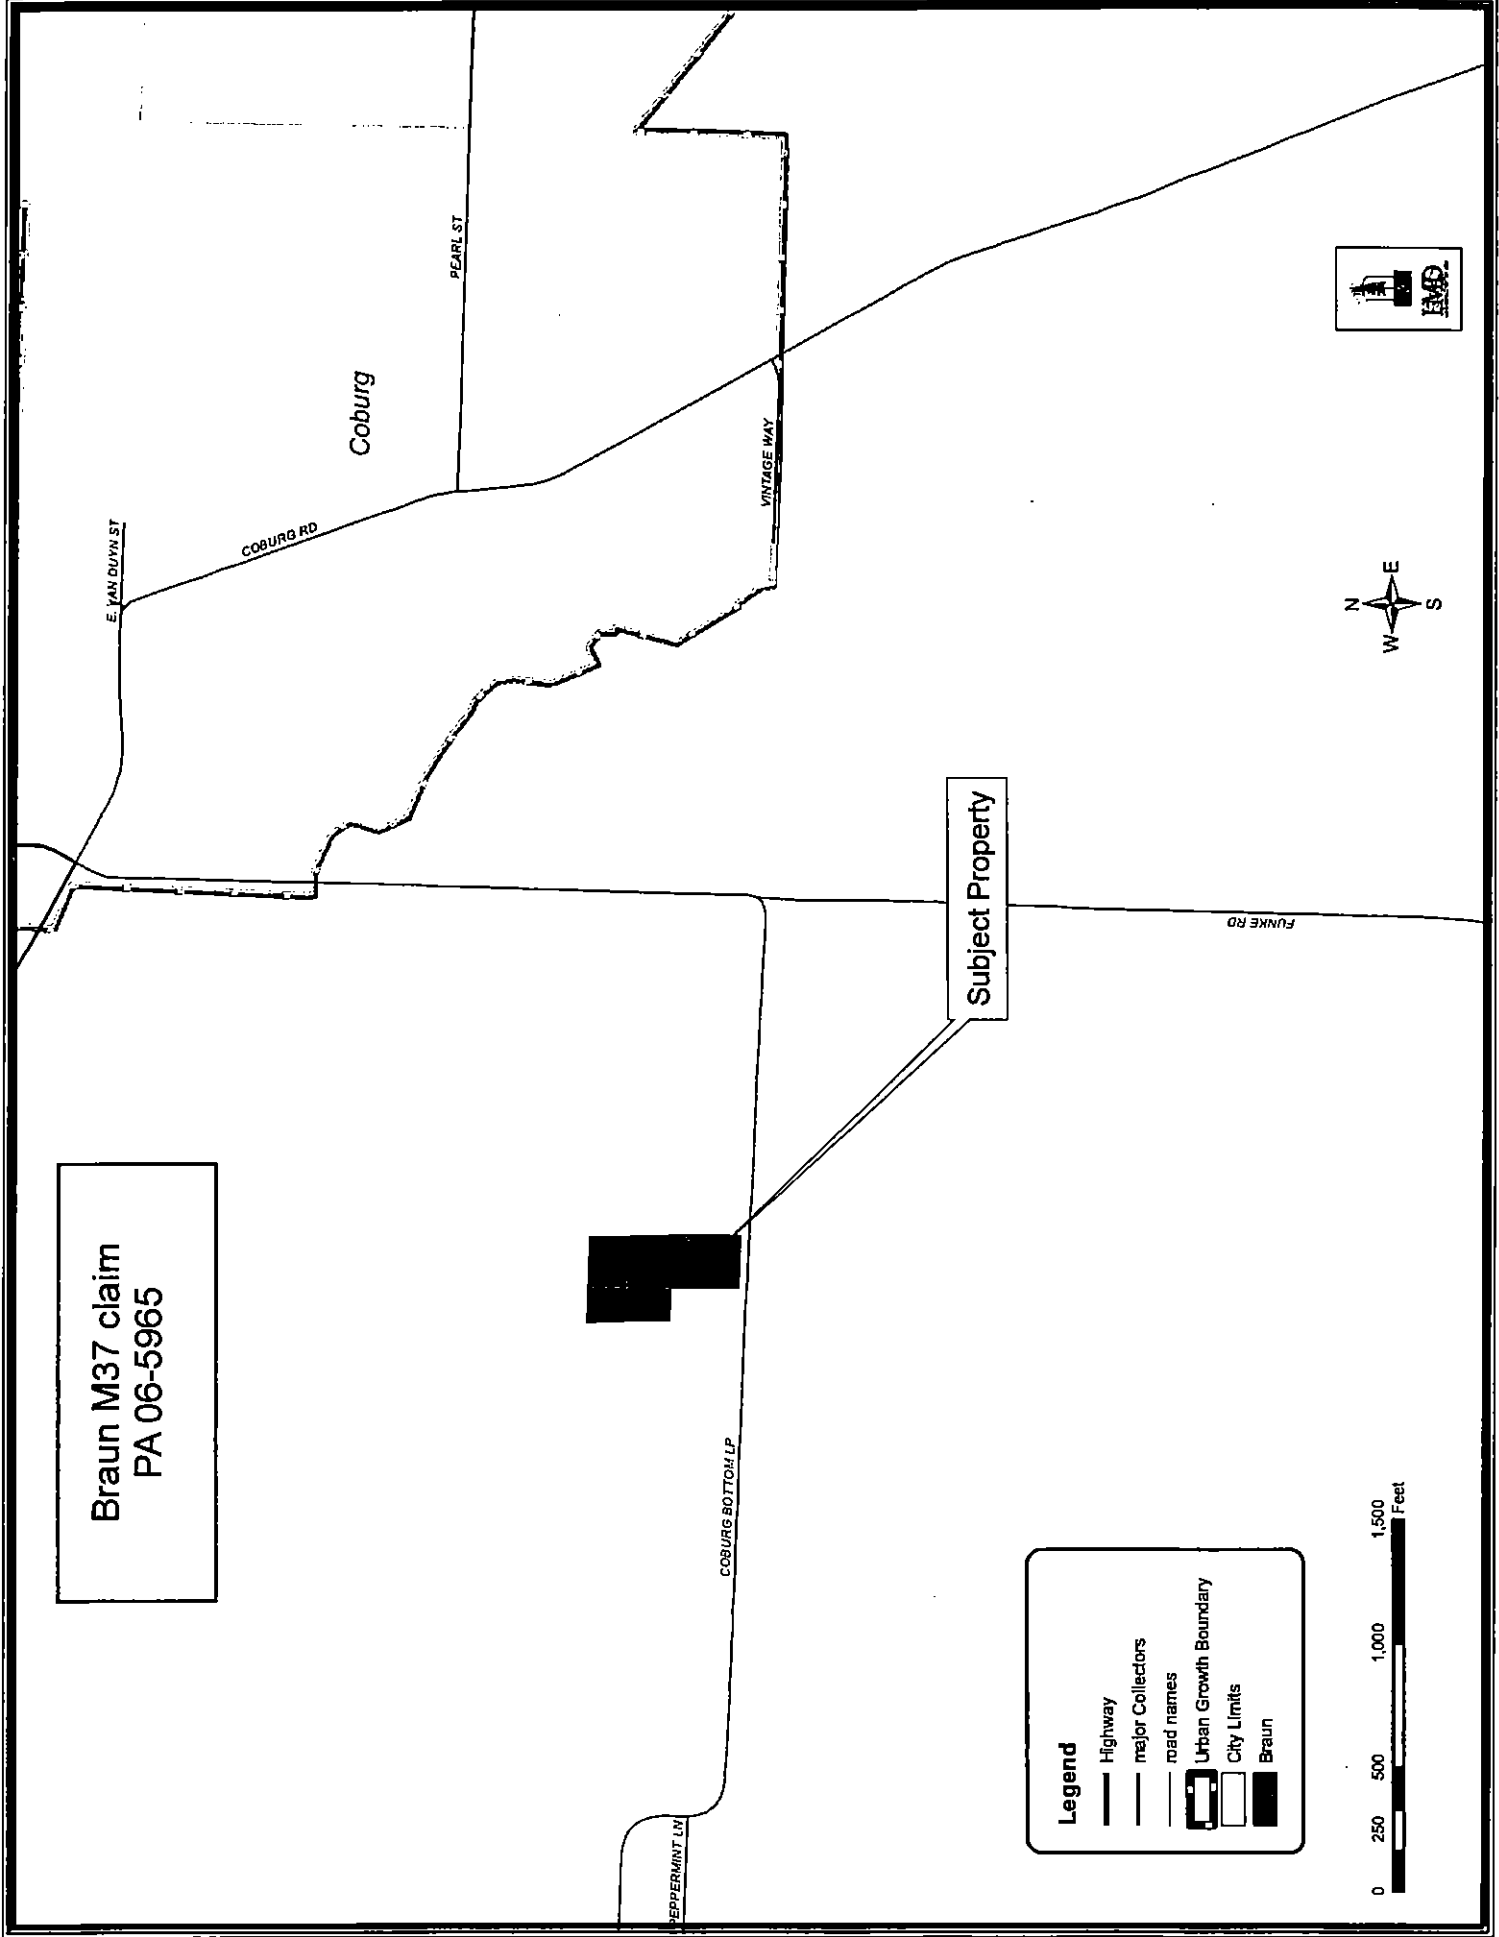 Braun M37 claim
PA 06-5965
E. VAN DUYN ST
COBURG RD
Coburg
PEARL ST
VINTAGE WAY
Subject Property
FUNKE RD
COBURG BOTTOM LP
PEPPERMINT LN
N
W
E
S
Legend
Highway
major Collectors
road names
Urban Growth Boundary
City Limits
Braun
0 250 500 1,000 1,500
Feet